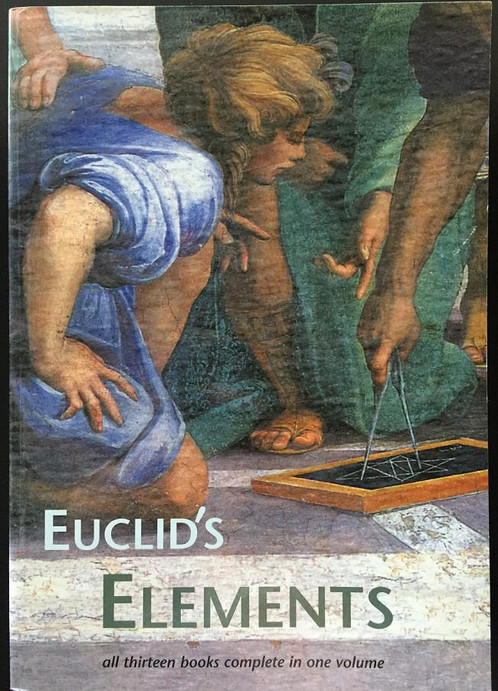 EUCLID'S
ELEMENTS
all thirteen books complete in one volume